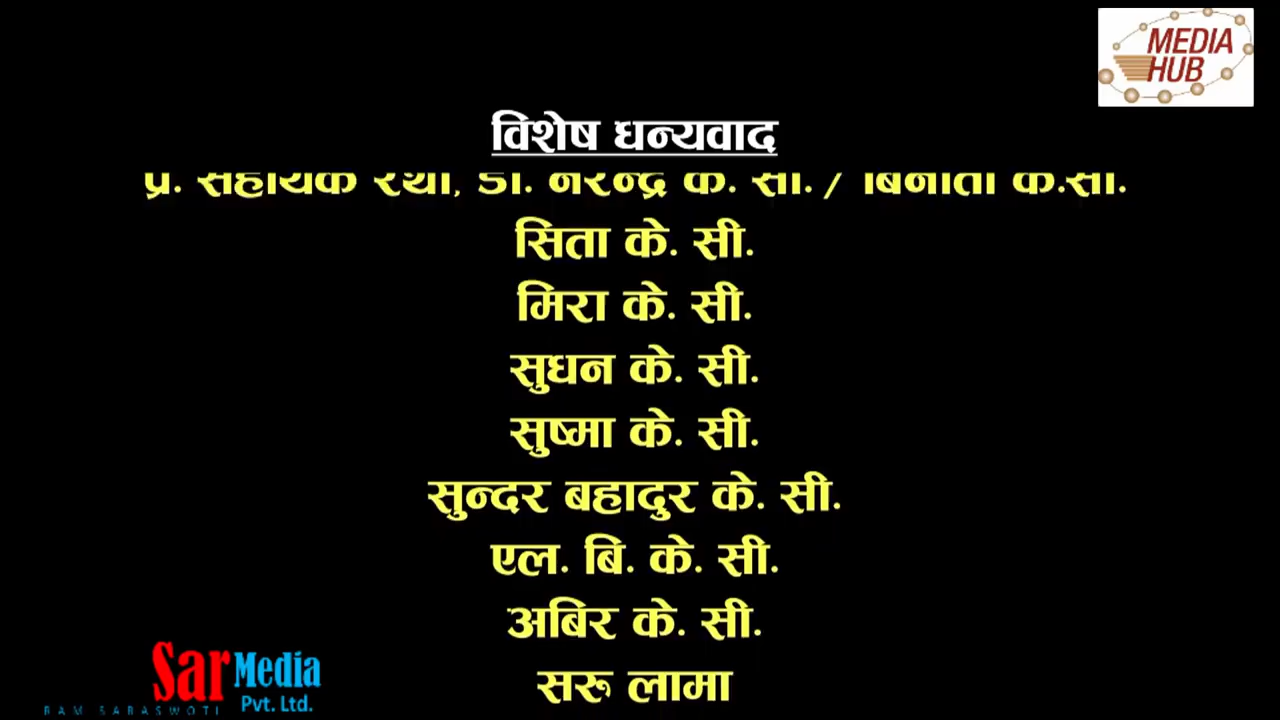 MEDIA
HUB
विशेष धन्यवाद
सिता के. सी.
मिरा के. सी.
सुधन के. सी.
सुष्मा के. सी.
सुन्दर बहादुर के. सी.
एल. बि. के. सी.
अबिर के. सी.
सरु लामा
Sar Media
Pvt. Ltd.
RAM SARASWOTI